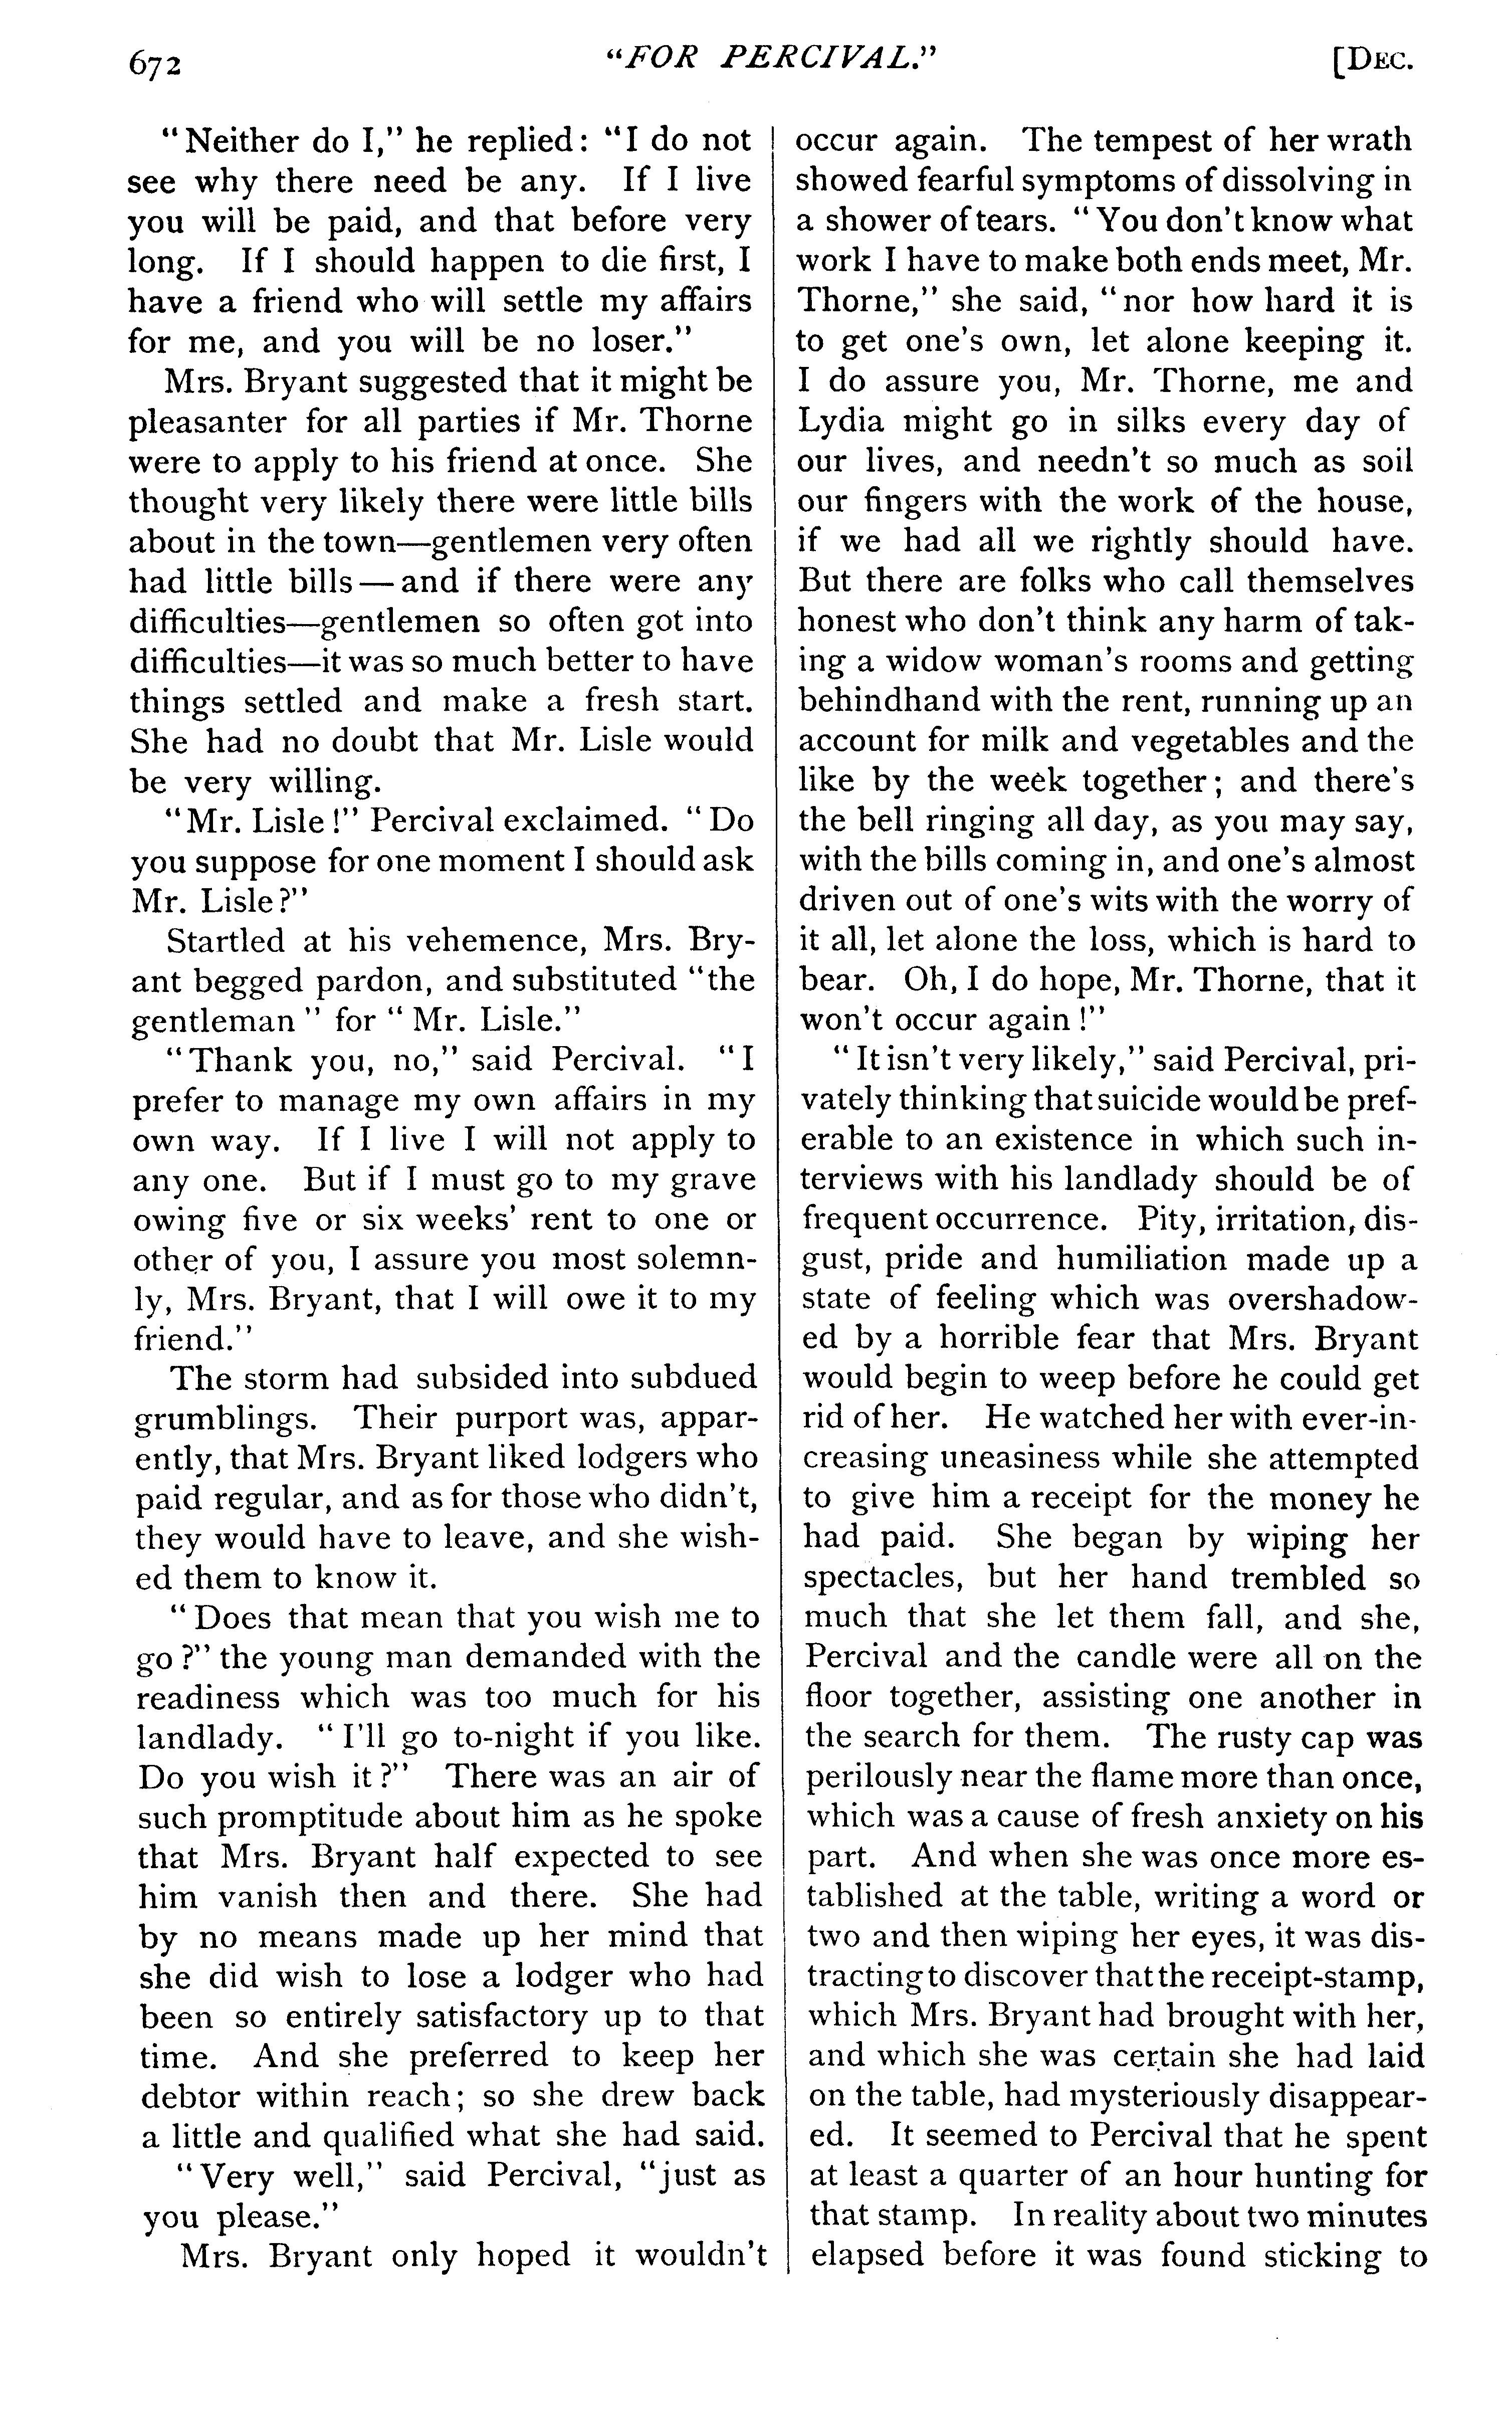 672
"FOR PERCIVAL."
[DEC.
"Neither do I," he replied: "I do not
see why there need be any. If I live
you will be paid, and that before very
long. If I should happen to die first, I
have a friend who will settle my affairs
for me, and you will be no loser."
Mrs. Bryant suggested that it might be
pleasanter for all parties if Mr. Thorne
were to apply to his friend at once. She
thought very likely there were little bills
about in the town—gentlemen very often
had little bills—and if there were any
difficulties—gentlemen so often got into
difficulties—it was so much better to have
things settled and make a fresh start.
She had no doubt that Mr. Lisle would
be very willing.
"Mr. Lisle!" Percival exclaimed. "Do
you suppose for one moment I should ask
Mr. Lisle?"
Startled at his vehemence, Mrs. Bry-
ant begged pardon, and substituted "the
gentleman" for "Mr. Lisle."
"Thank you, no," said Percival. "I
prefer to manage my own affairs in my
own way. If I live I will not apply to
any one. But if I must go to my grave
owing five or six weeks' rent to one or
other of you, I assure you most solemn-
ly, Mrs. Bryant, that I will owe it to my
friend."
The storm had subsided into subdued
grumblings. Their purport was, appar-
ently, that Mrs. Bryant liked lodgers who
paid regular, and as for those who didn't,
they would have to leave, and she wish-
ed them to know it.
"Does that mean that you wish me to
go?" the young man demanded with the
readiness which was too much for his
landlady. "I'll go to-night if you like.
Do you wish it?" There was an air of
such promptitude about him as he spoke
that Mrs. Bryant half expected to see
him vanish then and there. She had
by no means made up her mind that
she did wish to lose a lodger who had
been so entirely satisfactory up to that
time. And she preferred to keep her
debtor within reach; so she drew back
a little and qualified what she had said.
"Very well," said Percival, "just as
you please."
Mrs. Bryant only hoped it wouldn't
occur again. The tempest of her wrath
showed fearful symptoms of dissolving in
a shower of tears. "You don't know what
work I have to make both ends meet, Mr.
Thorne," she said, "nor how hard it is
to get one's own, let alone keeping it.
I do assure you, Mr. Thorne, me and
Lydia might go in silks every day of
our lives, and needn't so much as soil
our fingers with the work of the house,
if we had all we rightly should have.
But there are folks who call themselves
honest who don't think any harm of tak-
ing a widow woman's rooms and getting
behindhand with the rent, running up an
account for milk and vegetables and the
like by the week together; and there's
the bell ringing all day, as you may say,
with the bills coming in, and one's almost
driven out of one's wits with the worry of
it all, let alone the loss, which is hard to
bear. Oh, I do hope, Mr. Thorne, that it
won't occur again!"
"It isn't very likely," said Percival, pri-
vately thinking that suicide would be pref-
erable to an existence in which such in-
terviews with his landlady should be of
frequent occurrence. Pity, irritation, dis-
gust, pride and humiliation made up a
state of feeling which was overshadow-
ed by a horrible fear that Mrs. Bryant
would begin to weep before he could get
rid of her. He watched her with ever-in-
creasing uneasiness while she attempted
to give him a receipt for the money he
had paid. She began by wiping her
spectacles, but her hand trembled so
much that she let them fall, and she,
Percival and the candle were all on the
floor together, assisting one another in
the search for them. The rusty cap was
perilously near the flame more than once,
which was a cause of fresh anxiety on his
part. And when she was once more es-
tablished at the table, writing a word or
two and then wiping her eyes, it was dis-
tracting to discover that the receipt-stamp,
which Mrs. Bryant had brought with her,
and which she was certain she had laid
on the table, had mysteriously disappear-
ed. It seemed to Percival that he spent
at least a quarter of an hour hunting for
that stamp. In reality about two minutes
elapsed before it was found sticking to